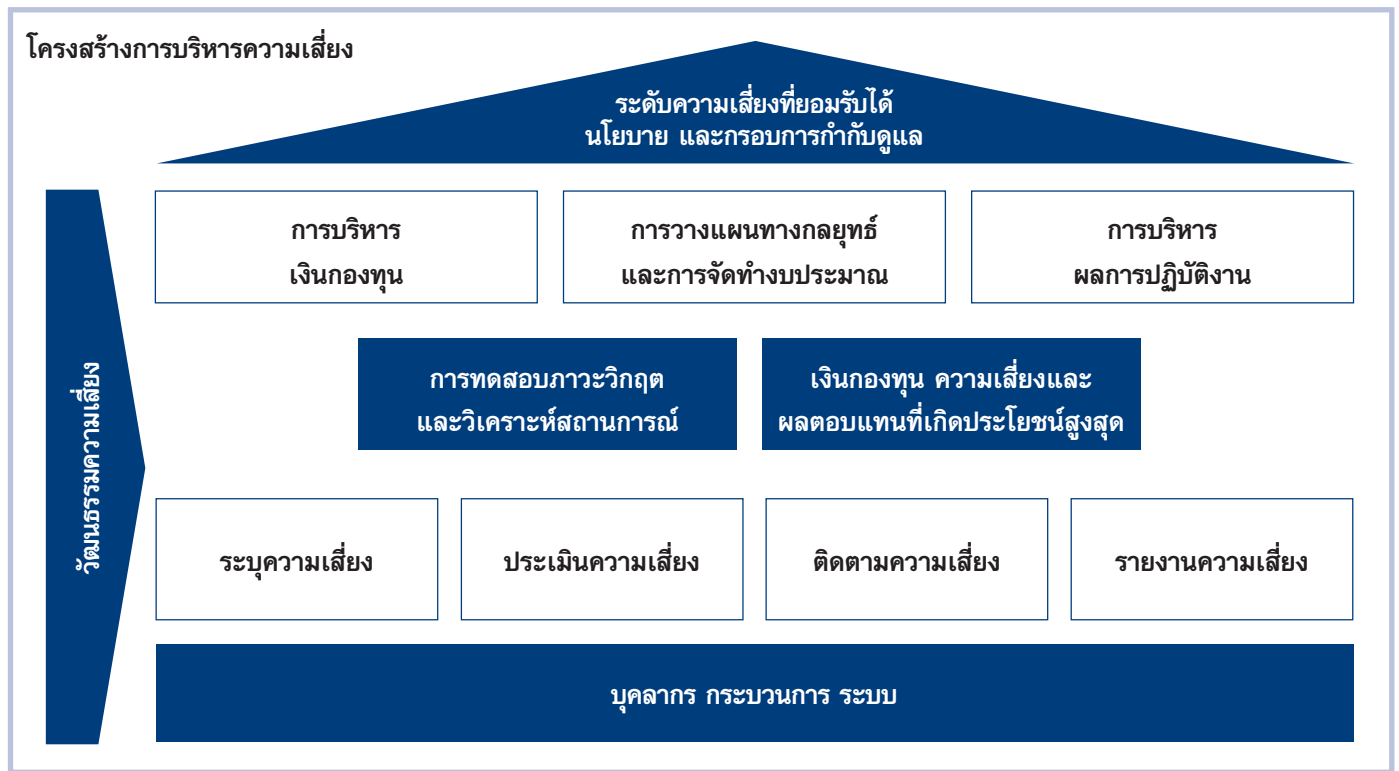 โครงสร้างการบริหารความเสี่ยง
ระดับความเสี่ยงที่ยอมรับได้
นโยบาย และกรอบการกำกับดูแล
วัฒนธรรมความเสี่ยง
การบริหาร
เงินกองทุน
การวางแผนทางกลยุทธ์
และการจัดทำงบประมาณ
การบริหาร
ผลการปฏิบัติงาน
การทดสอบภาวะวิกฤต
และวิเคราะห์สถานการณ์
เงินกองทุน ความเสี่ยงและ
ผลตอบแทนที่เกิดประโยชน์สูงสุด
ระบุความเสี่ยง
ประเมินความเสี่ยง
ติดตามความเสี่ยง
รายงานความเสี่ยง
บุคลากร กระบวนการ ระบบ